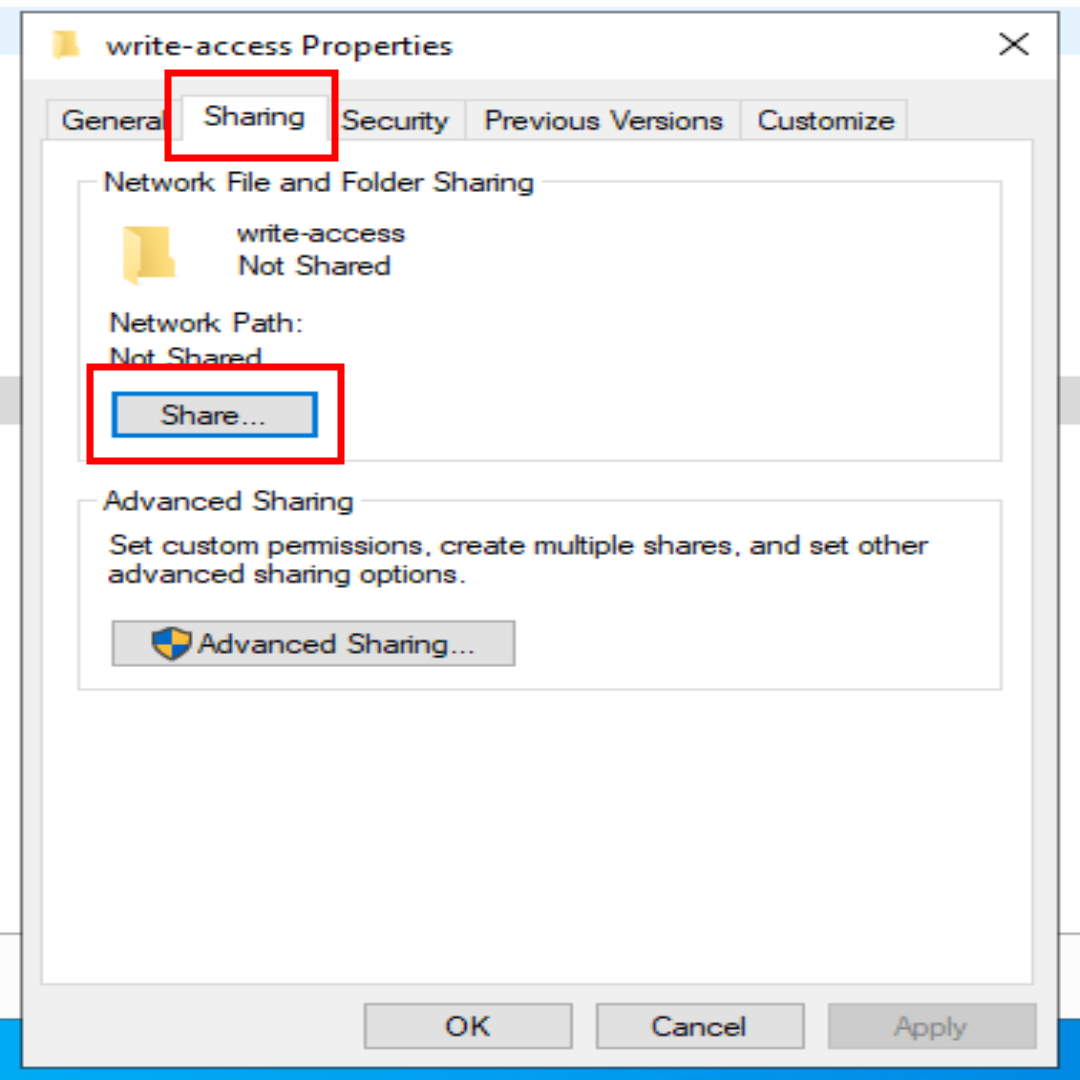 write-access Properties
General Sharing Security Previous Versions Customize
Network File and Folder Sharing
write-access
Not Shared
Network Path:
Not Shared
Share...
Advanced Sharing
Set custom permissions, create multiple shares, and set other
advanced sharing options.
Advanced Sharing...
OK Cancel Apply